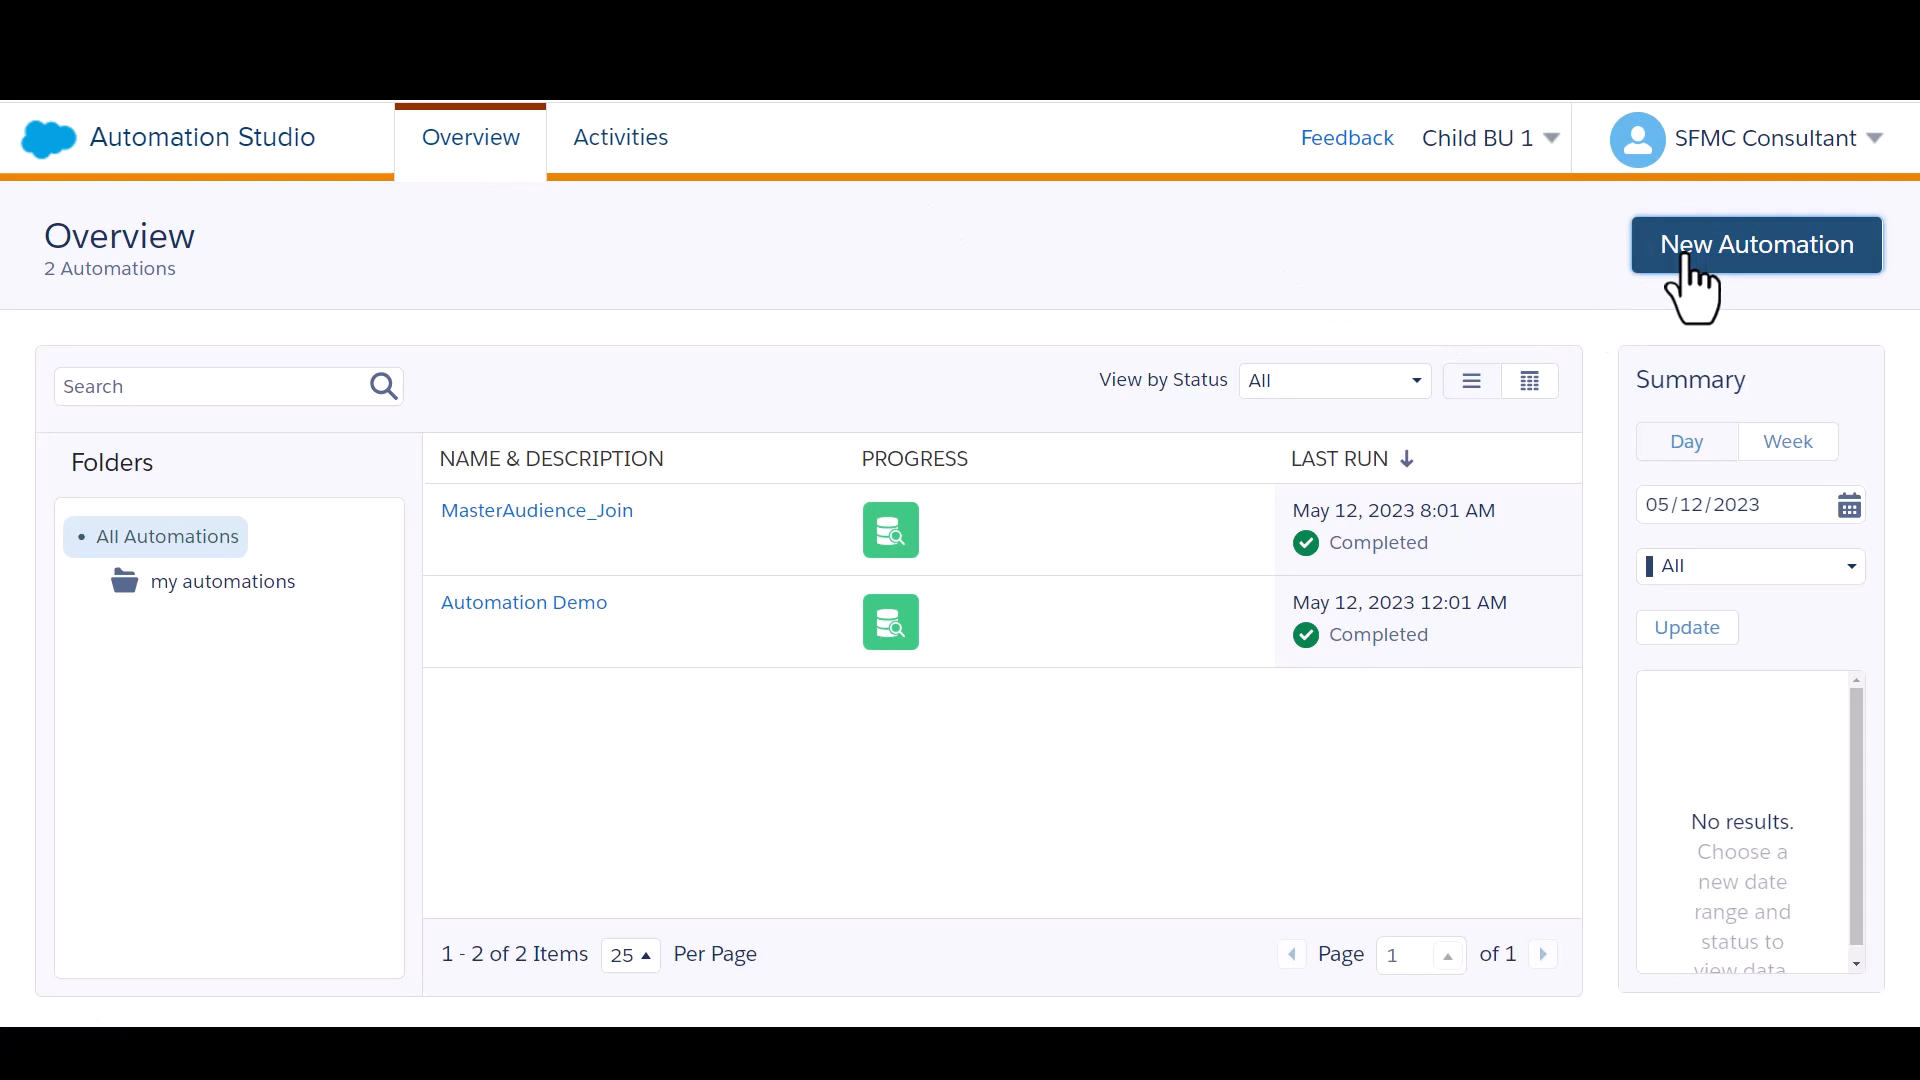 Automation Studio
Overview
Activities
Feedback
Child BU 1
SFMC Consultant
Overview
2 Automations
New Automation
Search
View by Status
All
Folders
All Automations
my automations
NAME & DESCRIPTION
PROGRESS
LAST RUN
MasterAudience_Join
May 12, 2023 8:01 AM
Completed
Automation Demo
May 12, 2023 12:01 AM
Completed
1 - 2 of 2 Items
25
Per Page
Page
1
of 1
Summary
Day
Week
05/12/2023
All
Update
No results.
Choose a
new date
range and
status to
view data